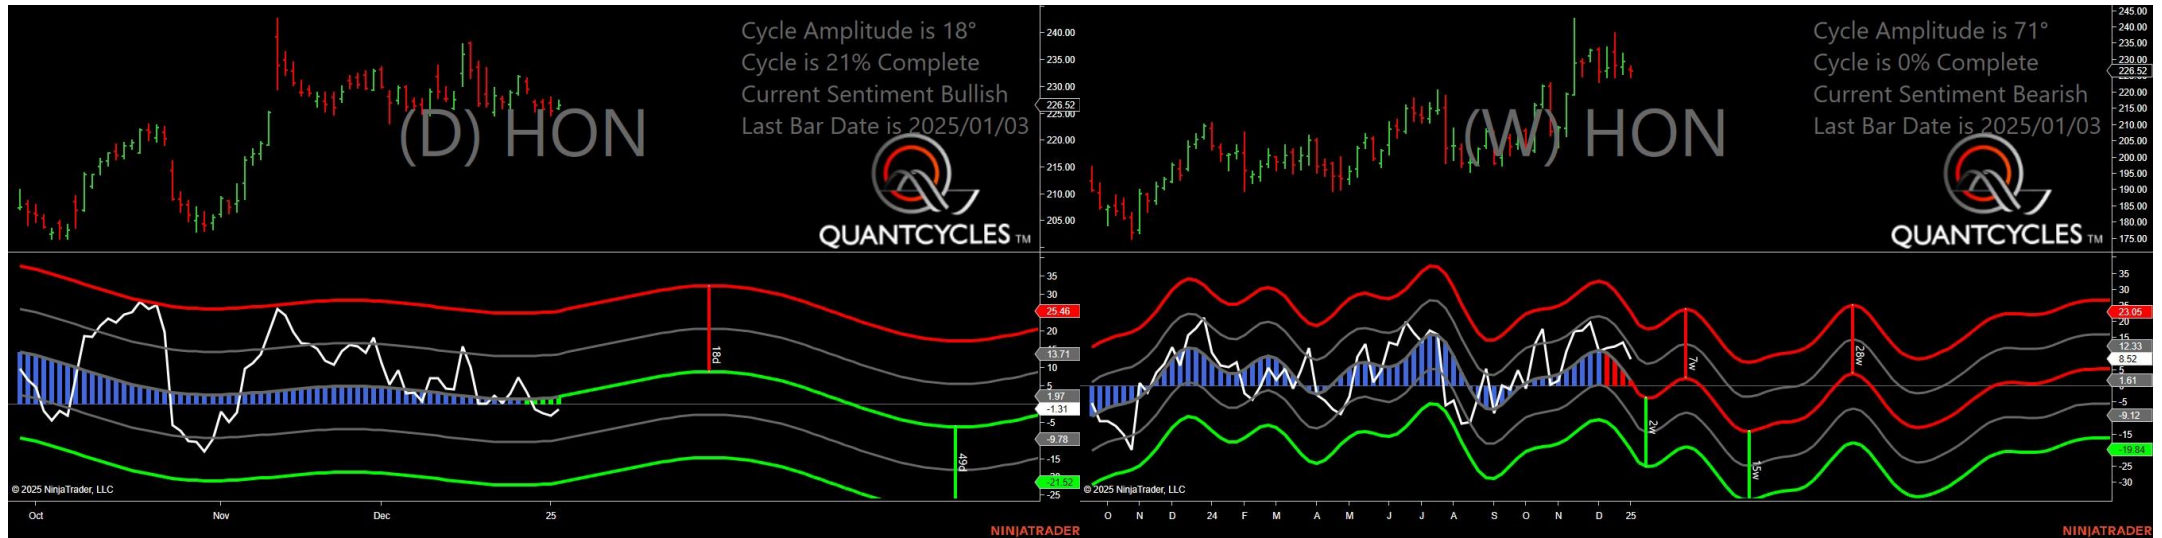 Cycle Amplitude is 18°
Cycle is 21% Complete
Current Sentiment Bullish
Last Bar Date is 2025/01/03
(D) HON
QUANTCYCLES TM
240.00
235.00
230.00
226.52
225.00
220.00
215.00
210.00
205.00
35
30
25.46
20
13.71
10
5
1.97
-1.31
-5
-9.78
-15
-21.52
-25
18d
49d
© 2025 NinjaTrader, LLC
Oct
Nov
Dec
25
NINJATRADER
Cycle Amplitude is 71°
Cycle is 0% Complete
Current Sentiment Bearish
Last Bar Date is 2025/01/03
(W) HON
QUANTCYCLES TM
245.00
240.00
235.00
230.00
226.52
220.00
215.00
210.00
205.00
200.00
195.00
190.00
185.00
180.00
175.00
35
30
23.05
20
15
12.33
8.52
5
1.61
-5
-9.12
-15
-19.84
-25
-30
7w
28w
2w
15w
© 2025 NinjaTrader, LLC
O N D 24 F M A M J J A S O N D 25
NINJATRADER